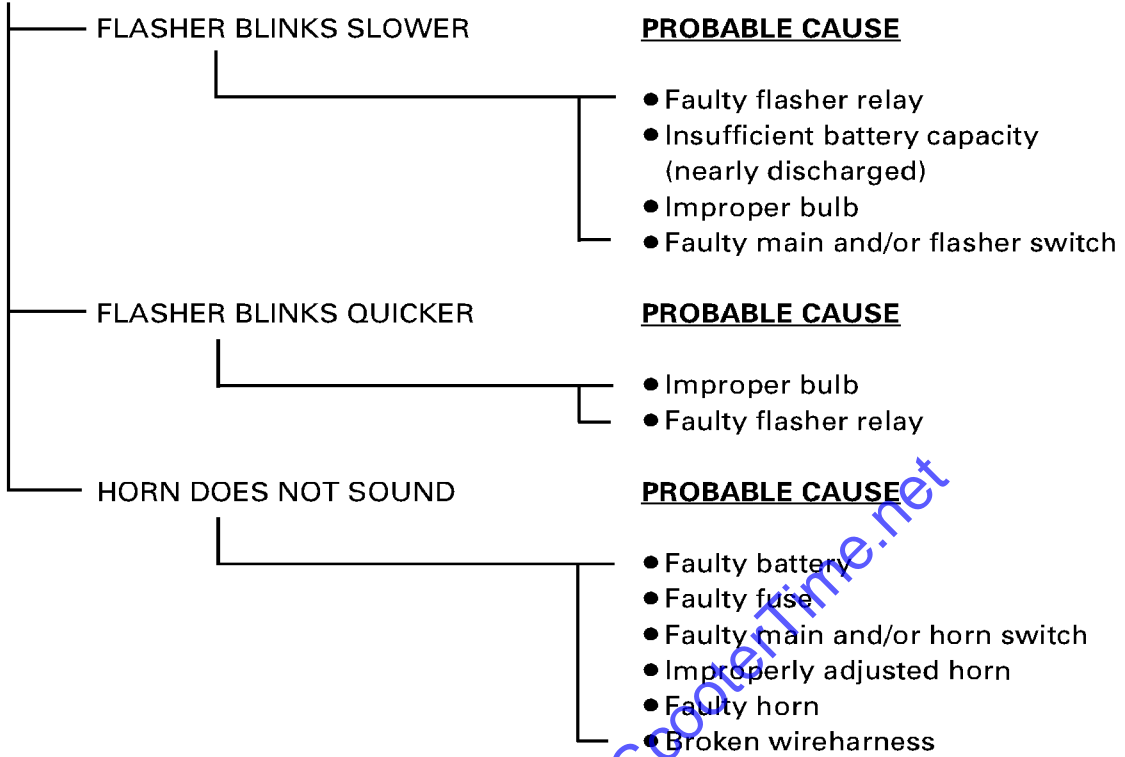 FLASHER BLINKS SLOWER
PROBABLE CAUSE
● Faulty flasher relay
● Insufficient battery capacity
(nearly discharged)
● Improper bulb
● Faulty main and/or flasher switch
FLASHER BLINKS QUICKER
PROBABLE CAUSE
● Improper bulb
● Faulty flasher relay
HORN DOES NOT SOUND
PROBABLE CAUSE
● Faulty battery
● Faulty fuse
● Faulty main and/or horn switch
● Improperly adjusted horn
● Faulty horn
● Broken wireharness
ScooterTime.net